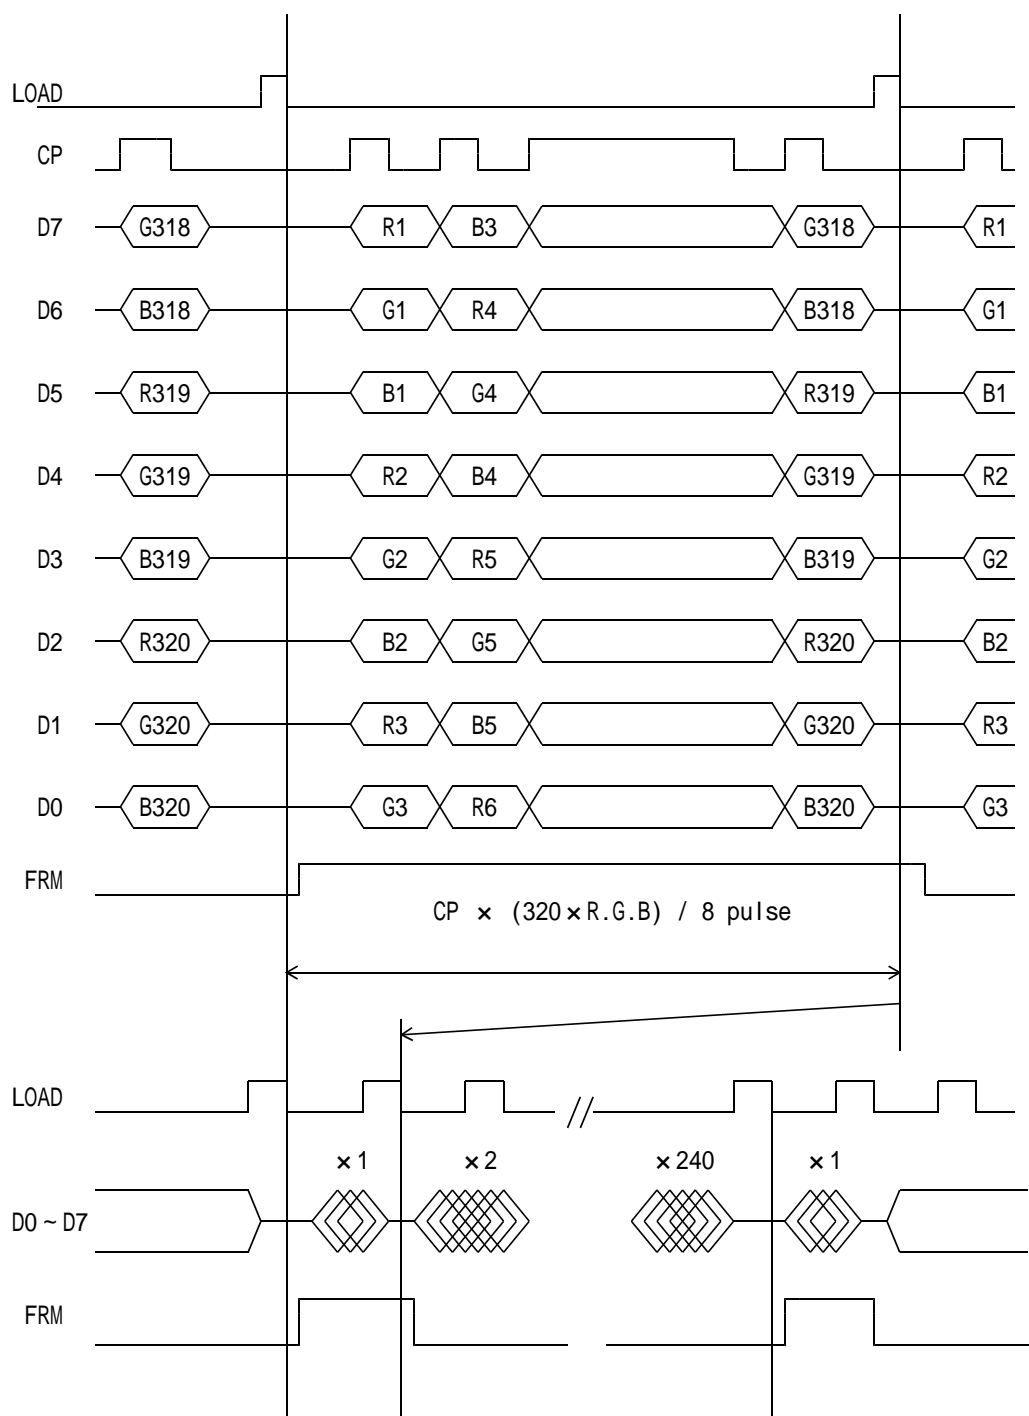 LOAD
CP
D7 G318 R1 B3 G318 R1
D6 B318 G1 R4 B318 G1
D5 R319 B1 G4 R319 B1
D4 G319 R2 B4 G319 R2
D3 B319 G2 R5 B319 G2
D2 R320 B2 G5 R320 B2
D1 G320 R3 B5 G320 R3
D0 B320 G3 R6 B320 G3
FRM
CP × (320×R.G.B) / 8 pulse
LOAD
×1 ×2 ×240 ×1
D0~D7
FRM